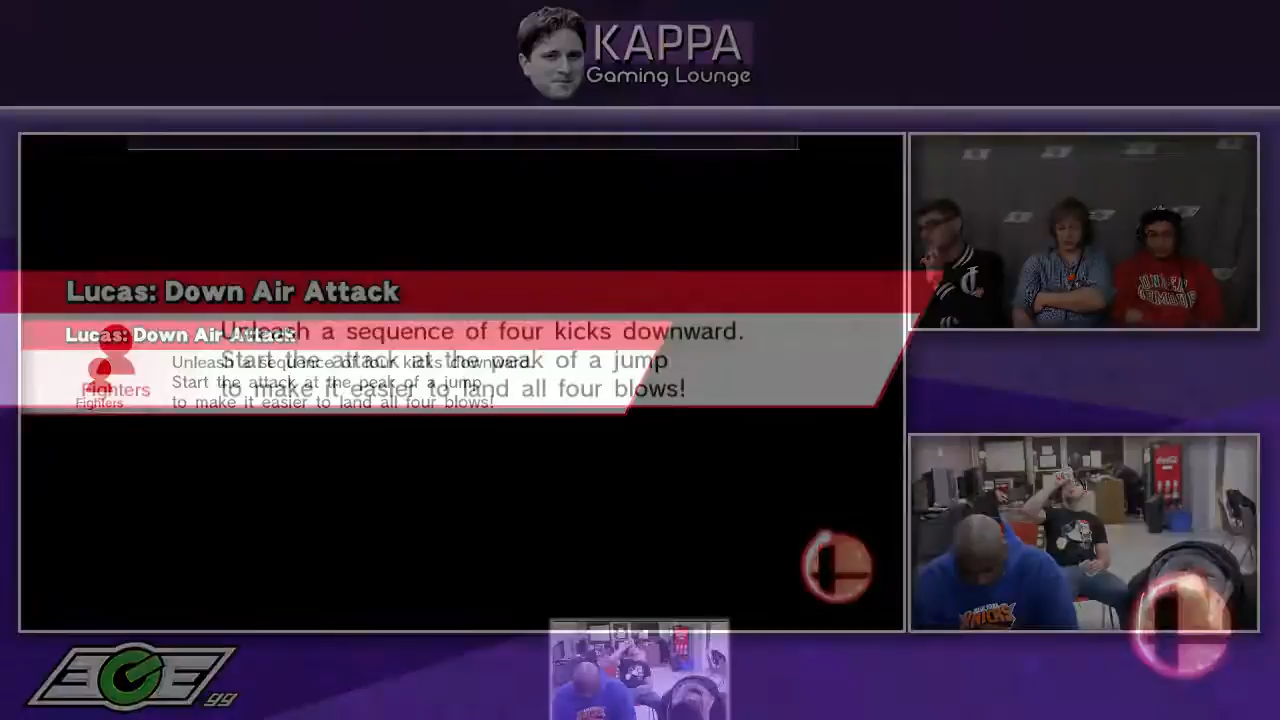 KAPPA
Gaming Lounge
Lucas: Down Air Attack
Unleash a sequence of four kicks downward.
Start the attack at the peak of a jump
to make it easier to land all four blows!
Fighters
Lucas: Down Air Attack
Unleash a sequence of four kicks downward.
Start the attack at the peak of a jump
to make it easier to land all four blows!
Fighters
KNICKS
EGE
99